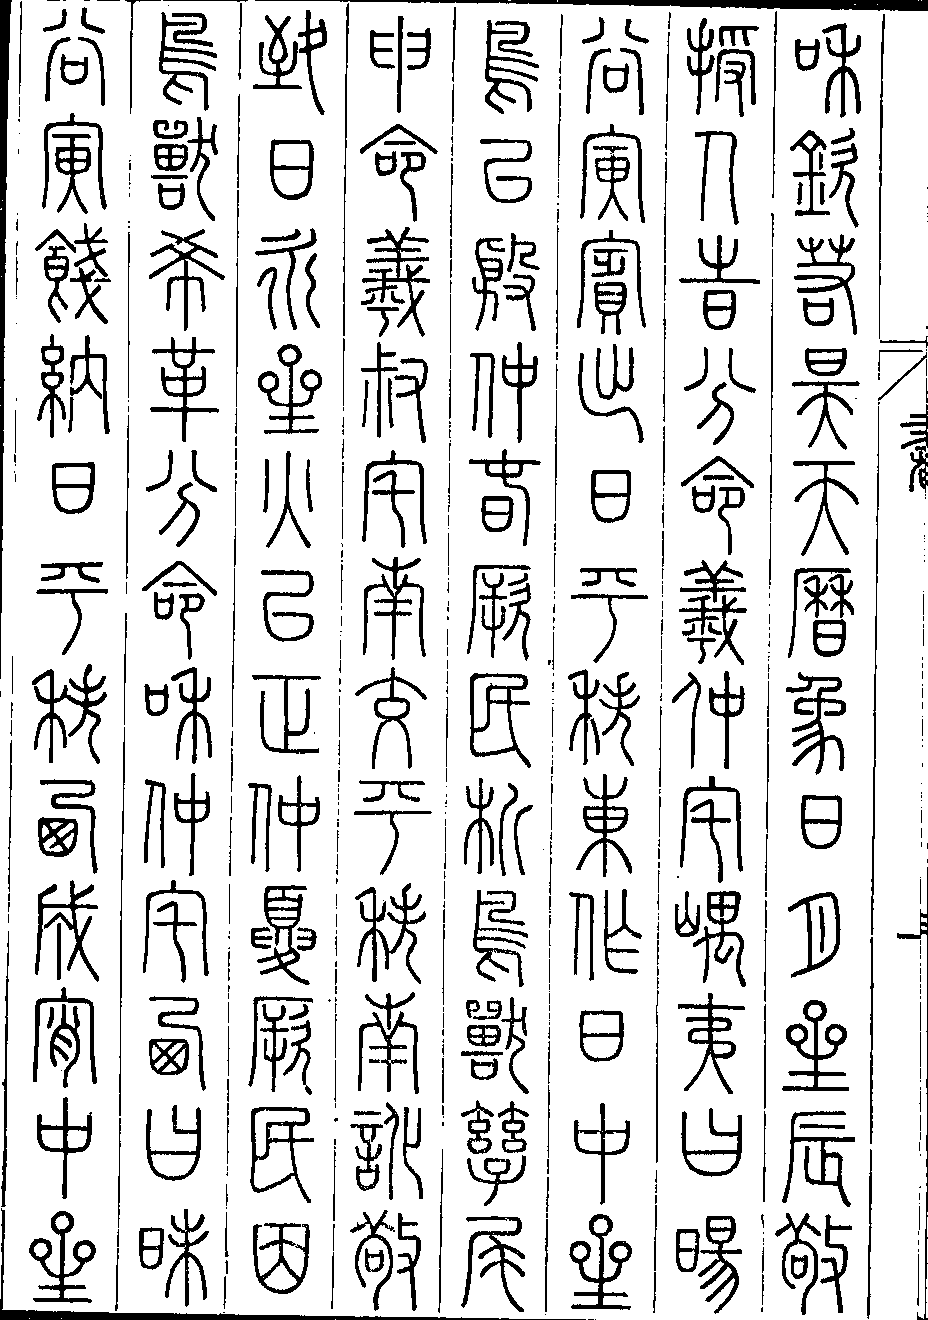 和欽若昊天曆象日月星辰敬
授人旹分命羲仲宅嵎夷曰暘
谷寅賓出日平秩東作日中星
鳥以殷仲春厥民析鳥獸孳尾
申命羲叔宅南交平秩南訛敬
致日永星火以正仲夏厥民因
鳥獸希革分命和仲宅西曰昧
谷寅餞納日平秩西成宵中星